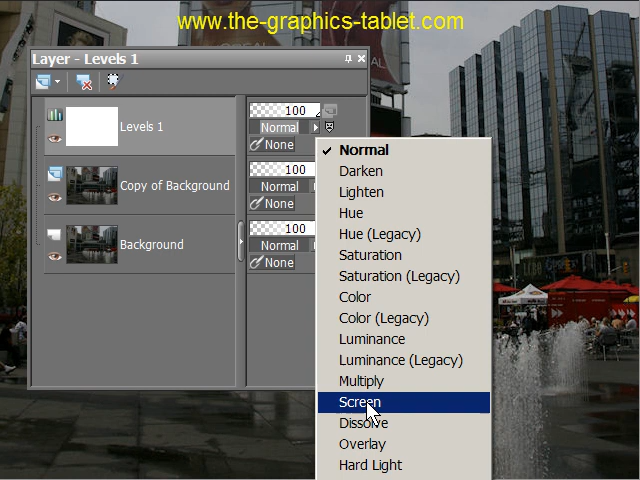 www.the-graphics-tablet.com
Layer - Levels 1
100
Levels 1
Normal
None
100
Copy of Background
Normal
None
100
Background
Normal
None
Normal
Darken
Lighten
Hue
Hue (Legacy)
Saturation
Saturation (Legacy)
Color
Color (Legacy)
Luminance
Luminance (Legacy)
Multiply
Screen
Dissolve
Overlay
Hard Light